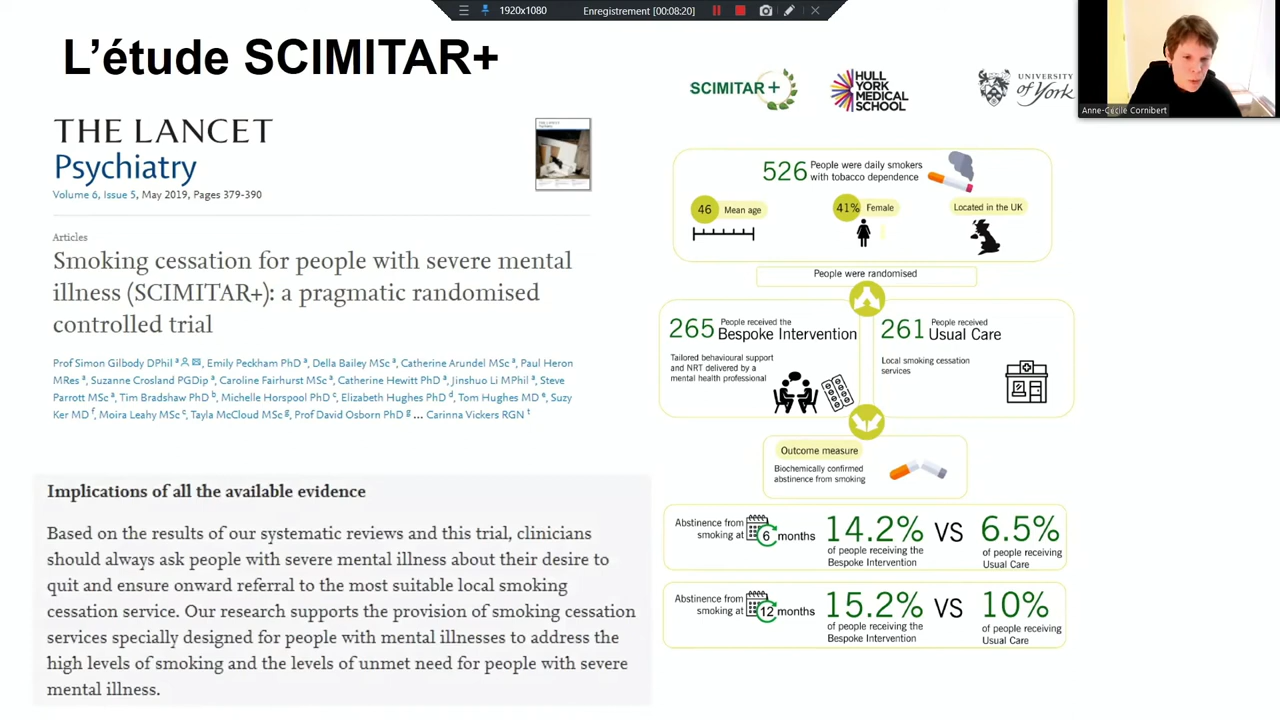 1920x1080
Enregistrement [00:08:20]
L'étude SCIMITAR+
THE LANCET
Psychiatry
Volume 6, Issue 5, May 2019, Pages 379-390
Articles
Smoking cessation for people with severe mental
illness (SCIMITAR+): a pragmatic randomised
controlled trial
Prof Simon Gilbody DPhil a, Emily Peckham PhD a, Della Bailey MSc a, Catherine Arundel MSc a, Paul Heron
MRes a, Suzanne Crosland PGDip a, Caroline Fairhurst MSc a, Catherine Hewitt PhD a, Jinshuo Li MPhil a, Steve
Parrott MSc a, Tim Bradshaw PhD b, Michelle Horspool PhD c, Elizabeth Hughes PhD d, Tom Hughes MD e, Suzy
Ker MD f, Moira Leahy MSc c, Tayla McCloud MSc g, Prof David Osborn PhD g ... Carinna Vickers RGN t
Implications of all the available evidence
Based on the results of our systematic reviews and this trial, clinicians
should always ask people with severe mental illness about their desire to
quit and ensure onward referral to the most suitable local smoking
cessation service. Our research supports the provision of smoking cessation
services specially designed for people with mental illnesses to address the
high levels of smoking and the levels of unmet need for people with severe
mental illness.
SCIMITAR+
HULL
YORK
MEDICAL
SCHOOL
UNIVERSITY
of York
Anne-Cécile Cornibert
526 People were daily smokers
with tobacco dependence
46 Mean age
41% Female
Located in the UK
People were randomised
265 People received the
Bespoke Intervention
Tailored behavioural support
and NRT delivered by a
mental health professional
261 People received
Usual Care
Local smoking cessation
services
Outcome measure
Biochemically confirmed
abstinence from smoking
Abstinence from
smoking at 6 months
14.2% VS 6.5%
of people receiving the
Bespoke Intervention
of people receiving
Usual Care
Abstinence from
smoking at 12 months
15.2% VS 10%
of people receiving the
Bespoke Intervention
of people receiving
Usual Care